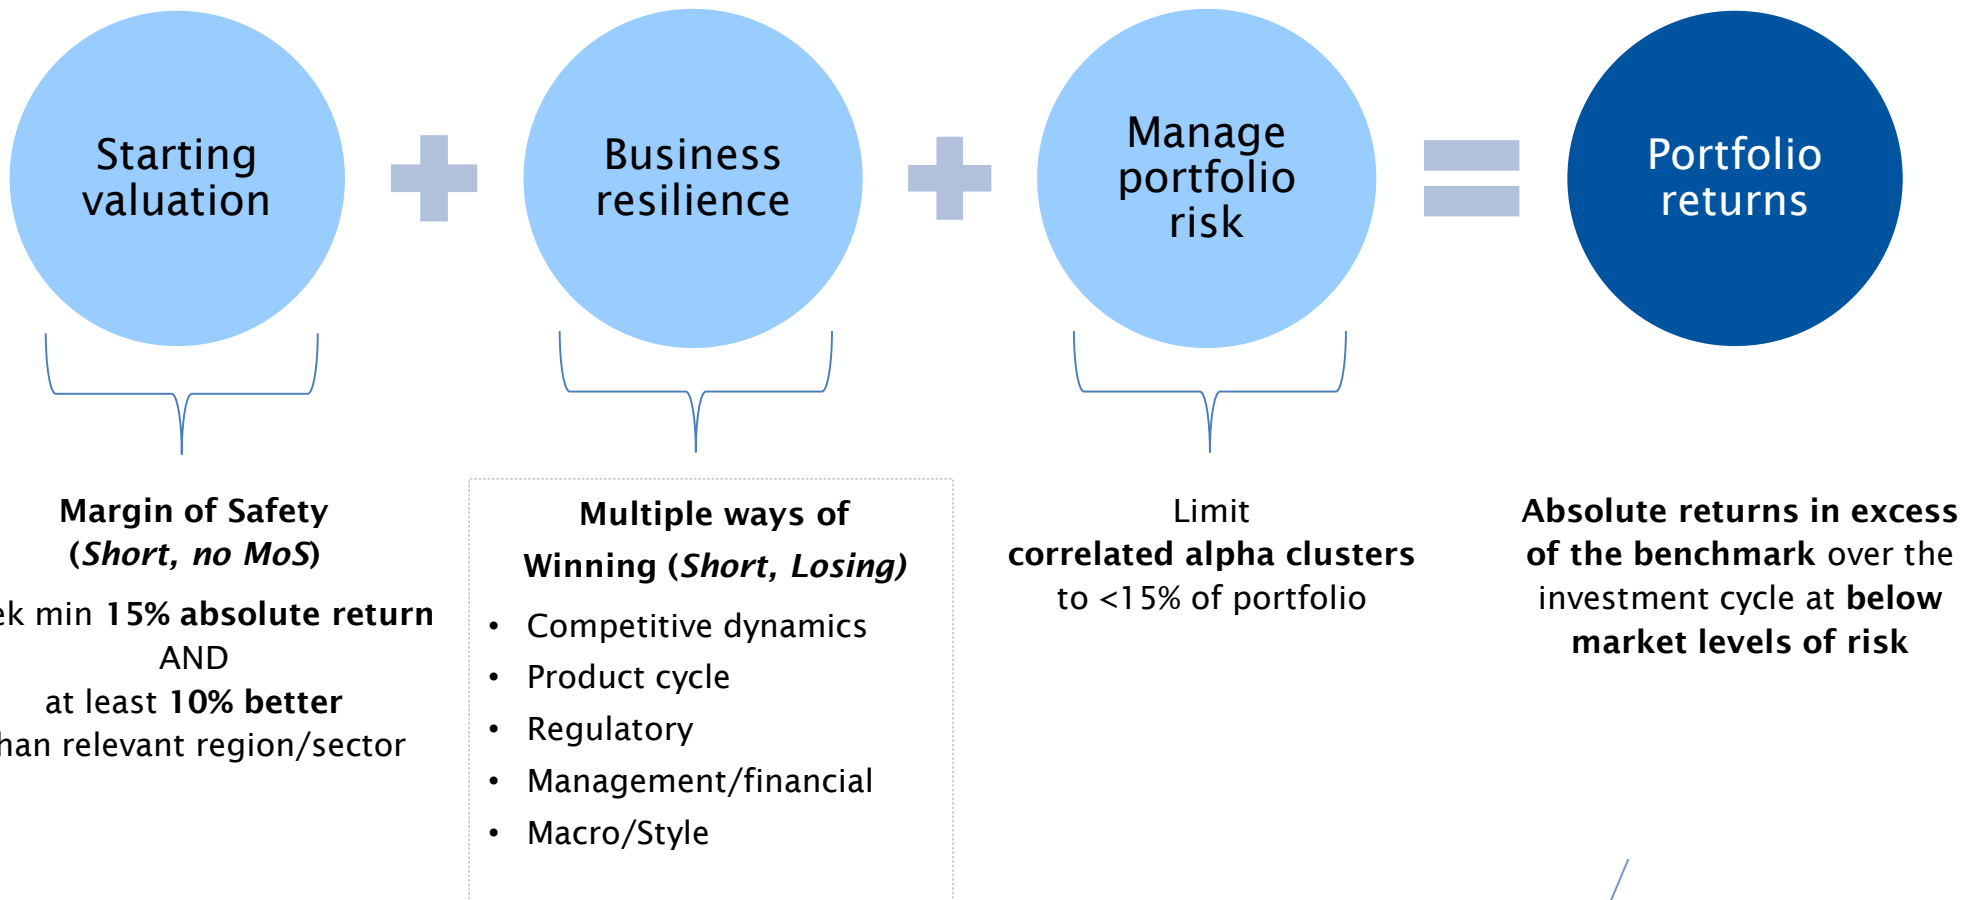 Starting
valuation
Business
resilience
Manage
portfolio
risk
Portfolio
returns
Margin of Safety
(Short, no MoS)
min 15% absolute return
AND
at least 10% better
relevant region/sector
Multiple ways of
Winning (Short, Losing)
• Competitive dynamics
• Product cycle
• Regulatory
• Management/financial
• Macro/Style
Limit
correlated alpha clusters
to <15% of portfolio
Absolute returns in excess
of the benchmark over the
investment cycle at below
market levels of risk